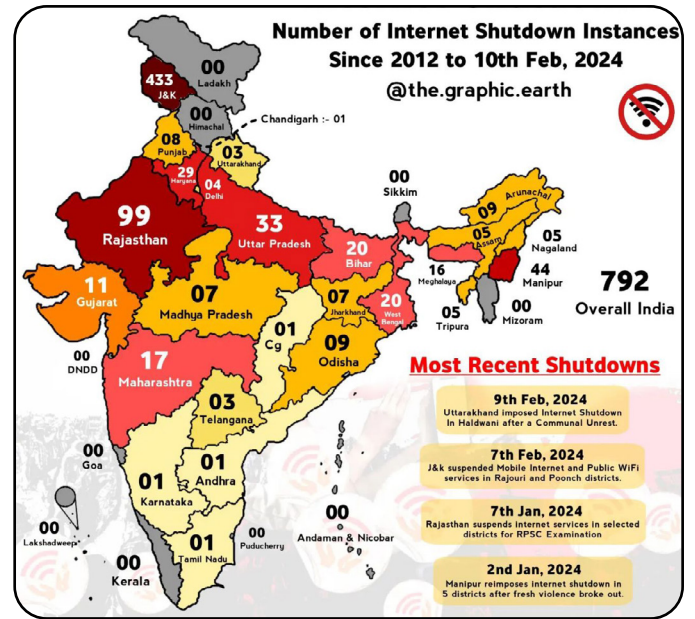 Number of Internet Shutdown Instances
Since 2012 to 10th Feb, 2024
@the.graphic.earth
00
Ladakh
433
J&K
00
Himachal
Chandigarh :- 01
08
Punjab
03
Uttarakhand
29
Haryana
04
Delhi
00
Sikkim
09
Arunachal
99
Rajasthan
33
Uttar Pradesh
20
Bihar
05
Assam
05
Nagaland
16
Meghalaya
44
Manipur
792
Overall India
11
Gujarat
07
Madhya Pradesh
07
Jharkhand
20
West
Bengal
05
Tripura
00
Mizoram
01
Cg
09
Odisha
00
DNDD
17
Maharashtra
03
Telangana
00
Goa
01
Karnataka
01
Andhra
00
Lakshadweep
00
Kerala
01
Tamil Nadu
00
Puducherry
00
Andaman & Nicobar
Most Recent Shutdowns
9th Feb, 2024
Uttarakhand imposed Internet Shutdown
In Haldwani after a Communal Unrest.
7th Feb, 2024
J&K suspended Mobile Internet and Public WiFi
services in Rajouri and Poonch districts.
7th Jan, 2024
Rajasthan suspends internet services in selected
districts for RPSC Examination
2nd Jan, 2024
Manipur reimposes internet shutdown in
5 districts after fresh violence broke out.